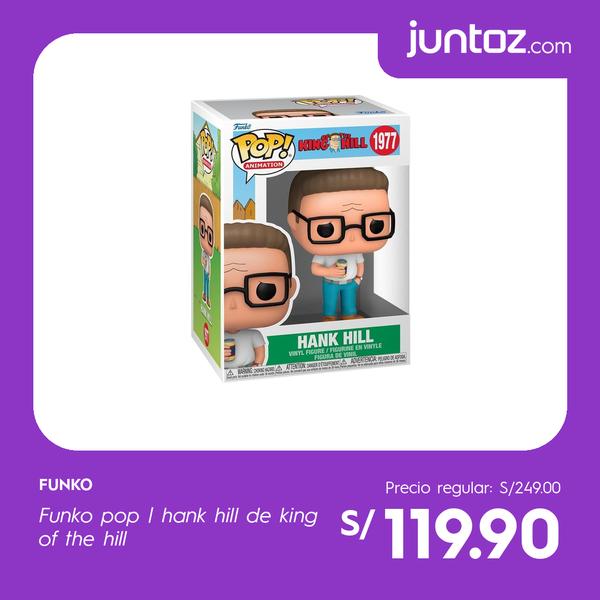 juntoz.com
Funko
POP!
ANIMATION
KING OF THE HILL
1977
HANK HILL
VINYL FIGURE / FIGURINE EN VINYLE
FIGURA DE VINIL
FUNKO
Precio regular: S/249.00
Funko pop | hank hill de king
of the hill
S/119.90